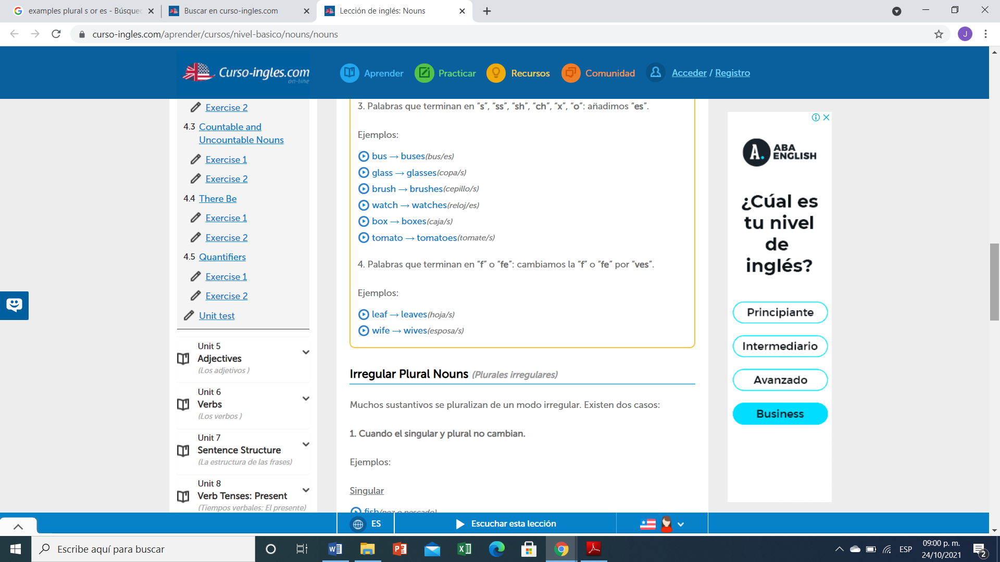 examples plural s or es - Búsque
Buscar en curso-ingles.com
Lección de inglés: Nouns
curso-ingles.com/aprender/cursos/nivel-basico/nouns/nouns
J
Curso-ingles.com
on-line
Aprender
Practicar
Recursos
Comunidad
Acceder / Registro
Exercise 2
4.3 Countable and
Uncountable Nouns
Exercise 1
Exercise 2
4.4 There Be
Exercise 1
Exercise 2
4.5 Quantifiers
Exercise 1
Exercise 2
Unit test
Unit 5
Adjectives
(Los adjetivos )
Unit 6
Verbs
(Los verbos )
Unit 7
Sentence Structure
(La estructura de las frases)
Unit 8
Verb Tenses: Present
(Tiempos verbales: El presente)
3. Palabras que terminan en “s”, “ss”, “sh”, “ch”, “x”, “o”: añadimos “es”.
Ejemplos:
bus → buses(bus/es)
glass → glasses(copa/s)
brush → brushes(cepillo/s)
watch → watches(reloj/es)
box → boxes(caja/s)
tomato → tomatoes(tomate/s)
4. Palabras que terminan en “f” o “fe”: cambiamos la “f” o “fe” por “ves”.
Ejemplos:
leaf → leaves(hoja/s)
wife → wives(esposa/s)
Irregular Plural Nouns (Plurales irregulares)
Muchos sustantivos se pluralizan de un modo irregular. Existen dos casos:
1. Cuando el singular y plural no cambian.
Ejemplos:
Singular
fish(pez o pescado)
A. ABA
ENGLISH
¿Cúal es
tu nivel
de
inglés?
Principiante
Intermediario
Avanzado
Business
ES
Escuchar esta lección
Escribe aquí para buscar
ESP
09:00 p. m.
24/10/2021
2